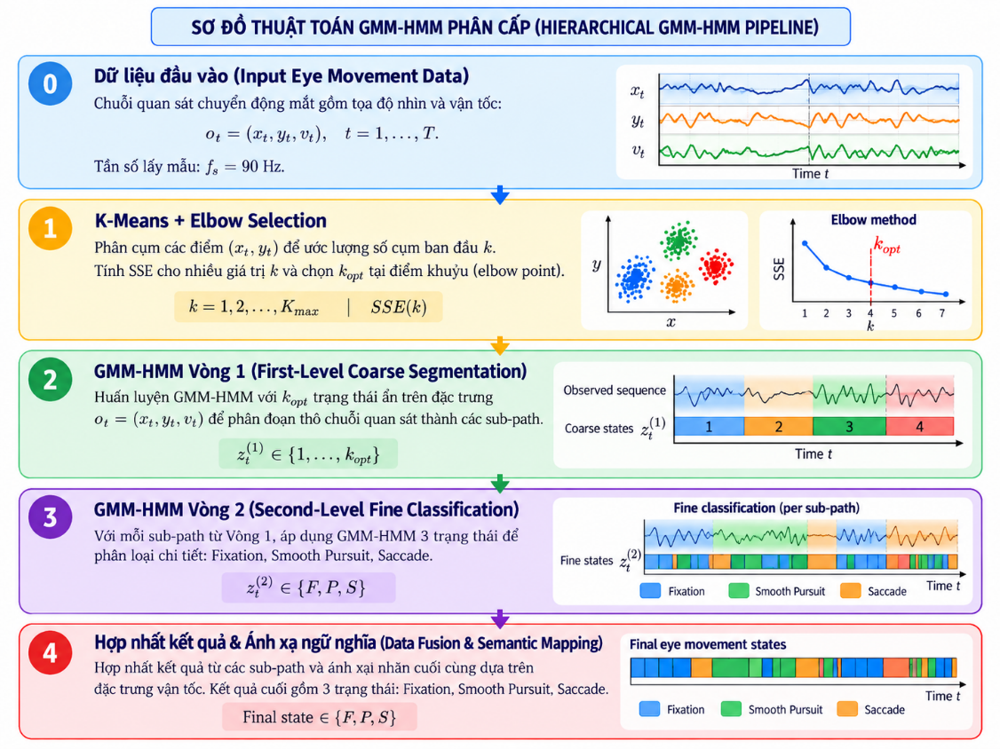 SƠ ĐỒ THUẬT TOÁN GMM-HMM PHÂN CẤP (HIERARCHICAL GMM-HMM PIPELINE)
0
Dữ liệu đầu vào (Input Eye Movement Data)
Chuỗi quan sát chuyển động mắt gồm tọa độ nhìn và vận tốc:
o_t = (x_t, y_t, v_t),   t = 1, . . . , T.
Tần số lấy mẫu: f_s = 90 Hz.
x_t
y_t
v_t
Time t
1
K-Means + Elbow Selection
Phân cụm các điểm (x_t, y_t) để ước lượng số cụm ban đầu k.
Tính SSE cho nhiều giá trị k và chọn k_opt tại điểm khuỷu (elbow point).
k = 1, 2, . . . , K_max | SSE(k)
y
x
Elbow method
k_opt
SSE
1 2 3 4 5 6 7
k
2
GMM-HMM Vòng 1 (First-Level Coarse Segmentation)
Huấn luyện GMM-HMM với k_opt trạng thái ẩn trên đặc trưng
o_t = (x_t, y_t, v_t) để phân đoạn thô chuỗi quan sát thành các sub-path.
z_t^(1) ∈ {1, . . . , k_opt}
Observed sequence
Coarse states z_t^(1)
1 2 3 4
Time t
3
GMM-HMM Vòng 2 (Second-Level Fine Classification)
Với mỗi sub-path từ Vòng 1, áp dụng GMM-HMM 3 trạng thái để
phân loại chi tiết: Fixation, Smooth Pursuit, Saccade.
z_t^(2) ∈ {F, P, S}
Fine classification (per sub-path)
Fine states z_t^(2)
Time t
Fixation Smooth Pursuit Saccade
4
Hợp nhất kết quả & Ánh xạ ngữ nghĩa (Data Fusion & Semantic Mapping)
Hợp nhất kết quả từ các sub-path và ánh xại nhãn cuối cùng dựa trên
đặc trưng vận tốc. Kết quả cuối gồm 3 trạng thái: Fixation, Smooth Pursuit, Saccade.
Final state ∈ {F, P, S}
Final eye movement states
Time t
Fixation Smooth Pursuit Saccade